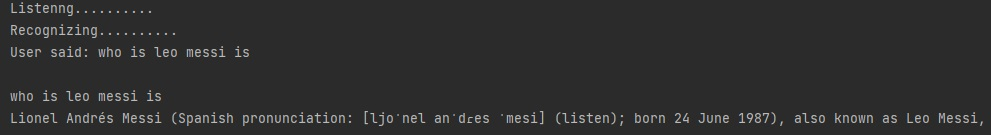 Listenng..........
Recognizing..........
User said: who is leo messi is
who is leo messi is
Lionel Andrés Messi (Spanish pronunciation: [ljoˈnel anˈdɾes ˈmesi] (listen); born 24 June 1987), also known as Leo Messi,